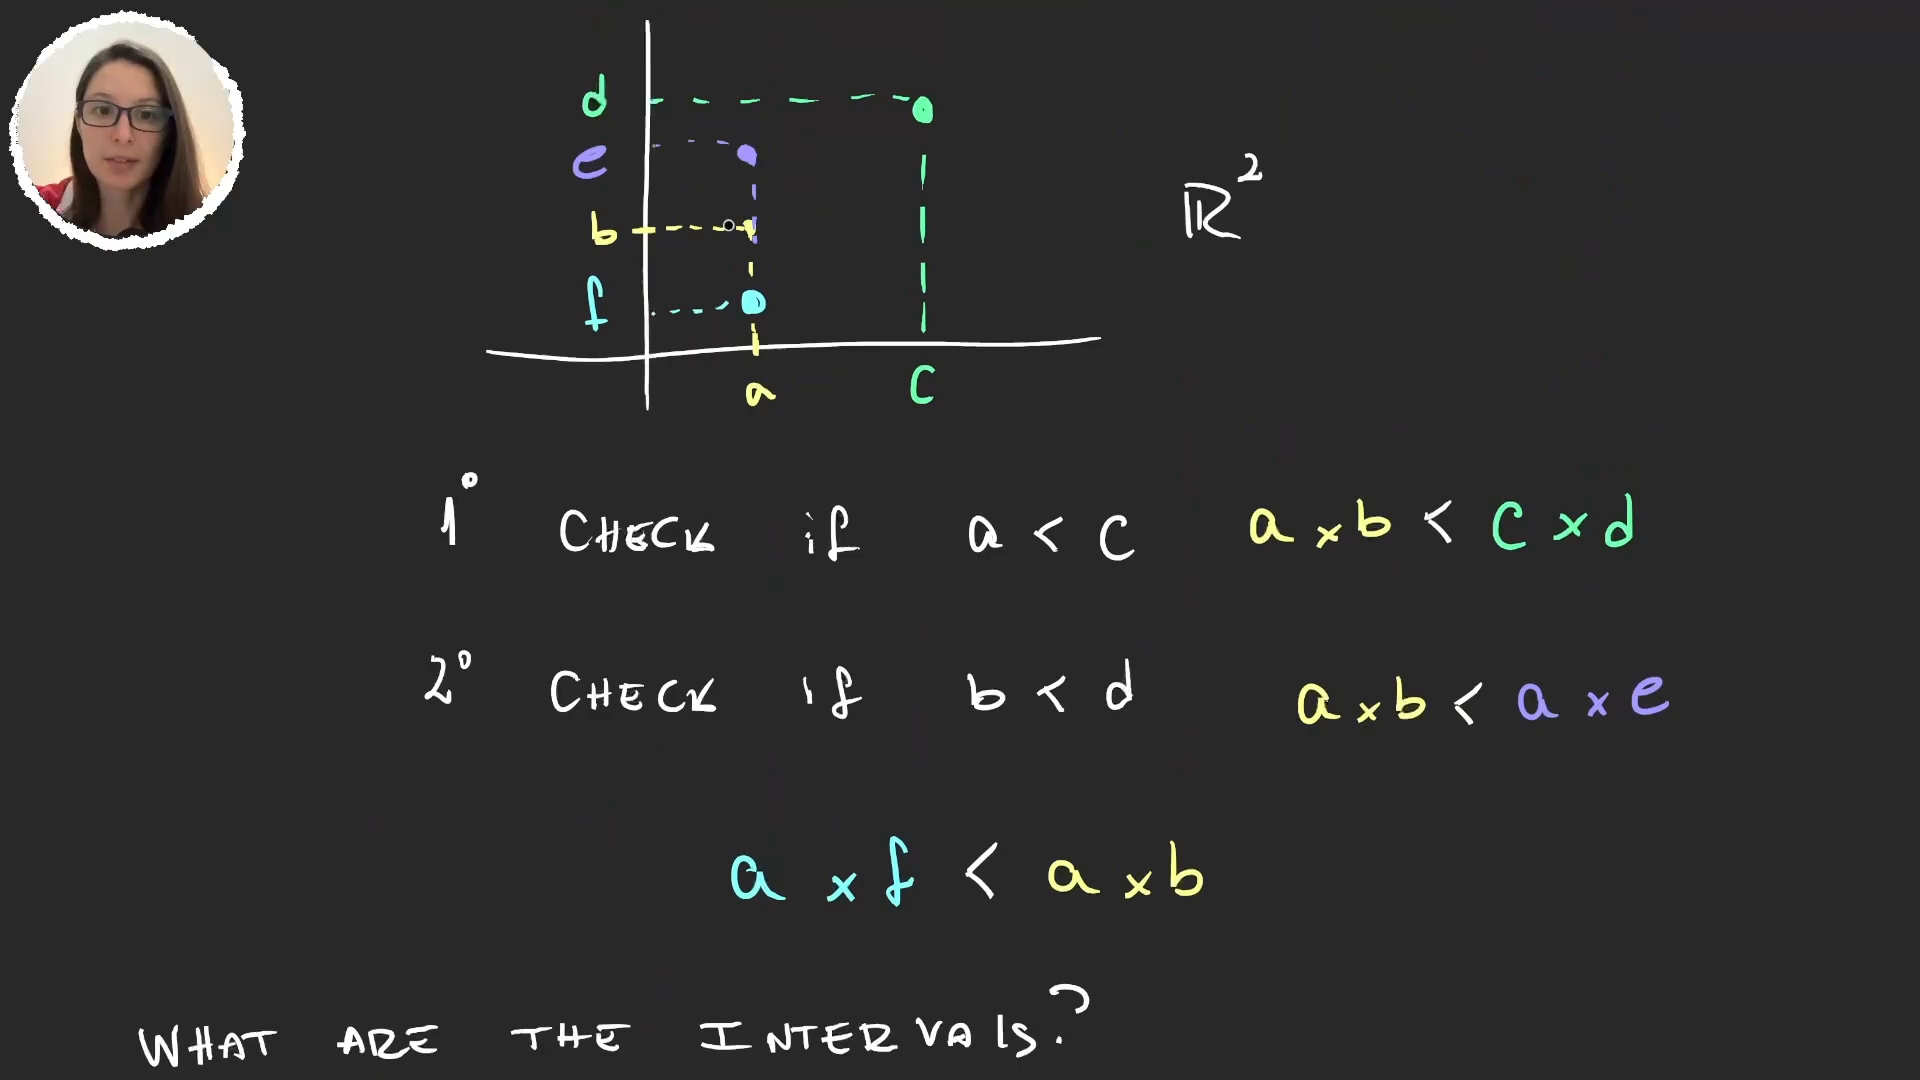 d
e
b
f
a
c
ℝ²
1° CHECK if a < c a × b < c × d
2° CHECK if b < d a × b < a × e
a × f < a × b
WHAT ARE THE INTERVALS?